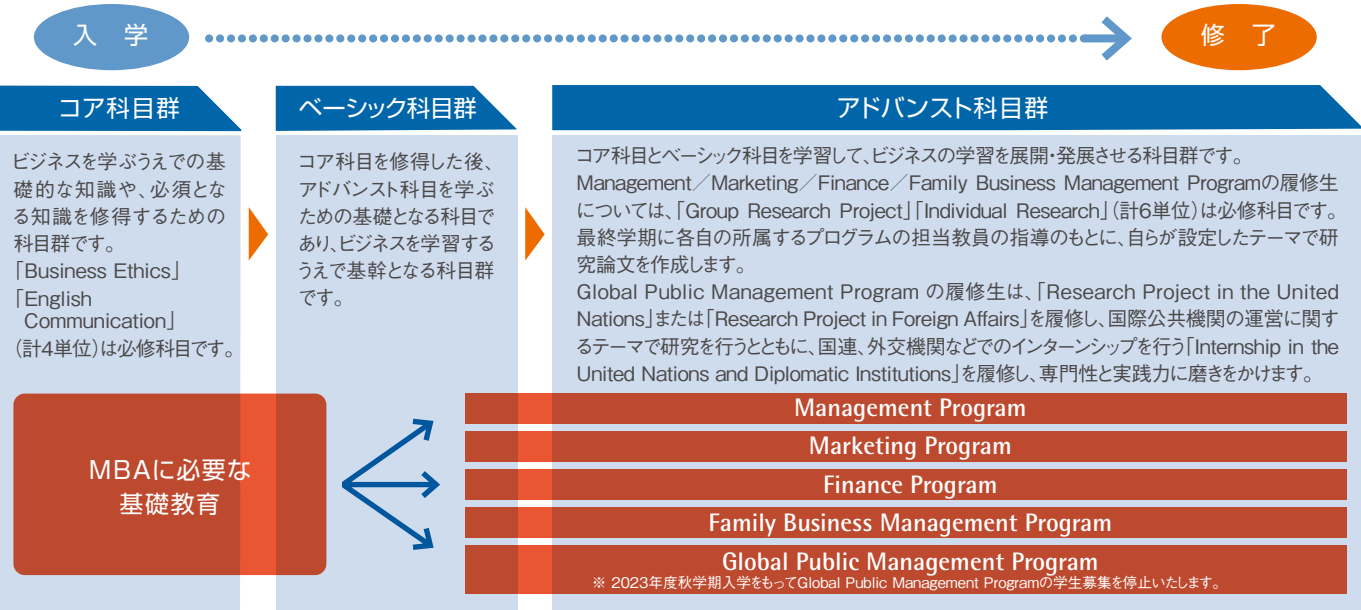 入 学
修 了
コア科目群
ビジネスを学ぶうえでの基
礎的な知識や、必須とな
る知識を修得するための
科目群です。
「Business Ethics」
「English
Communication」
(計4単位)は必修科目です。
ベーシック科目群
コア科目を修得した後、
アドバンスト科目を学ぶ
ための基礎となる科目で
あり、ビジネスを学習する
うえで基幹となる科目群
です。
アドバンスト科目群
コア科目とベーシック科目を学習して、ビジネスの学習を展開・発展させる科目群です。
Management／Marketing／Finance／Family Business Management Programの履修生
については、「Group Research Project」「Individual Research」(計6単位)は必修科目です。
最終学期に各自の所属するプログラムの担当教員の指導のもとに、自らが設定したテーマで研
究論文を作成します。
Global Public Management Program の履修生は、「Research Project in the United
Nations」または「Research Project in Foreign Affairs」を履修し、国際公共機関の運営に関す
るテーマで研究を行うとともに、国連、外交機関などでのインターンシップを行う「Internship in the
United Nations and Diplomatic Institutions」を履修し、専門性と実践力に磨きをかけます。
MBAに必要な
基礎教育
Management Program
Marketing Program
Finance Program
Family Business Management Program
Global Public Management Program
※ 2023年度秋学期入学をもってGlobal Public Management Programの学生募集を停止いたします。